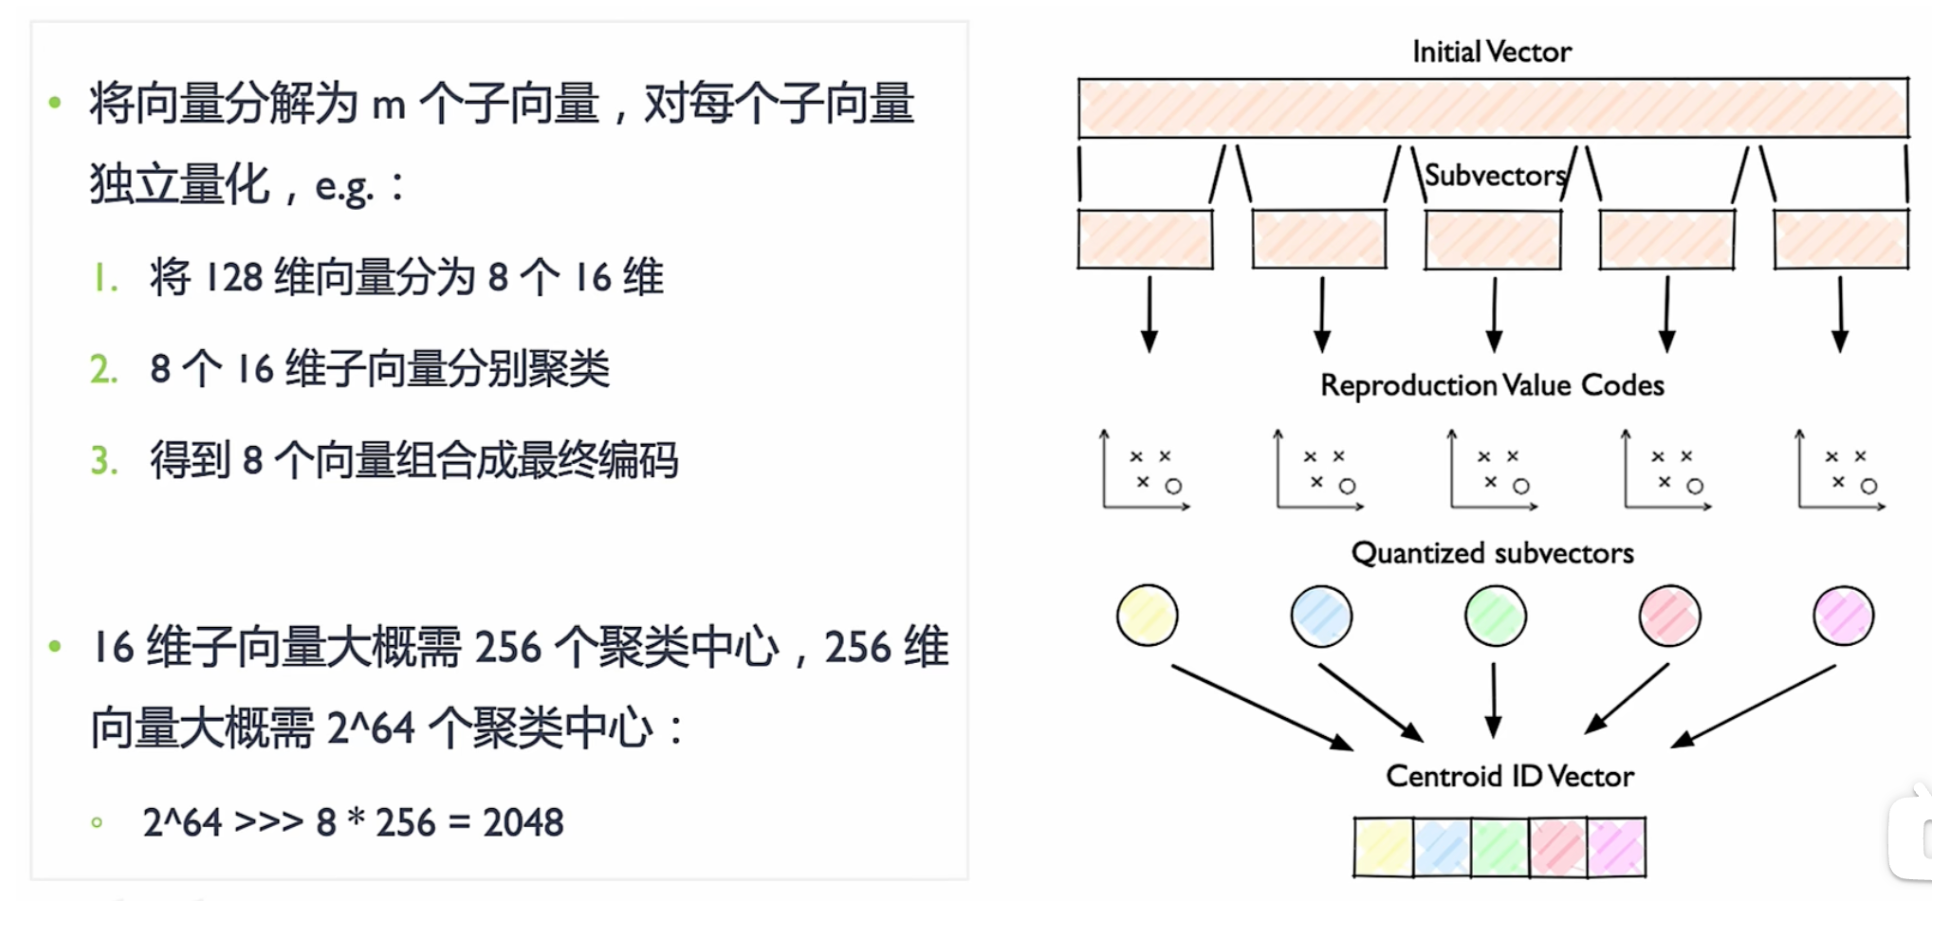 • 将向量分解为 m 个子向量，对每个子向量
独立量化，e.g.：
1. 将 128 维向量分为 8 个 16 维
2. 8 个 16 维子向量分别聚类
3. 得到 8 个向量组合成最终编码
• 16 维子向量大概需 256 个聚类中心，256 维
向量大概需 2^64 个聚类中心：
○ 2^64 >>> 8 * 256 = 2048
Initial Vector
Subvectors
Reproduction Value Codes
Quantized subvectors
Centroid ID Vector